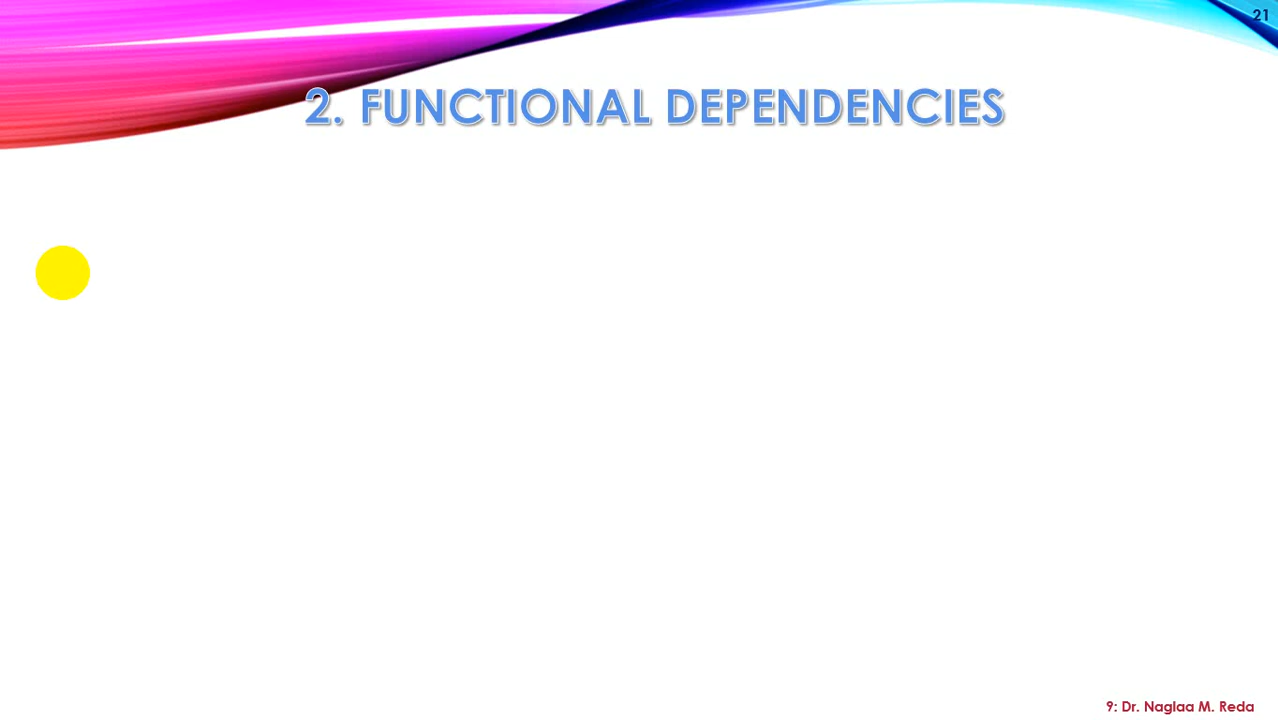 21
2. FUNCTIONAL DEPENDENCIES
9: Dr. Naglaa M. Reda